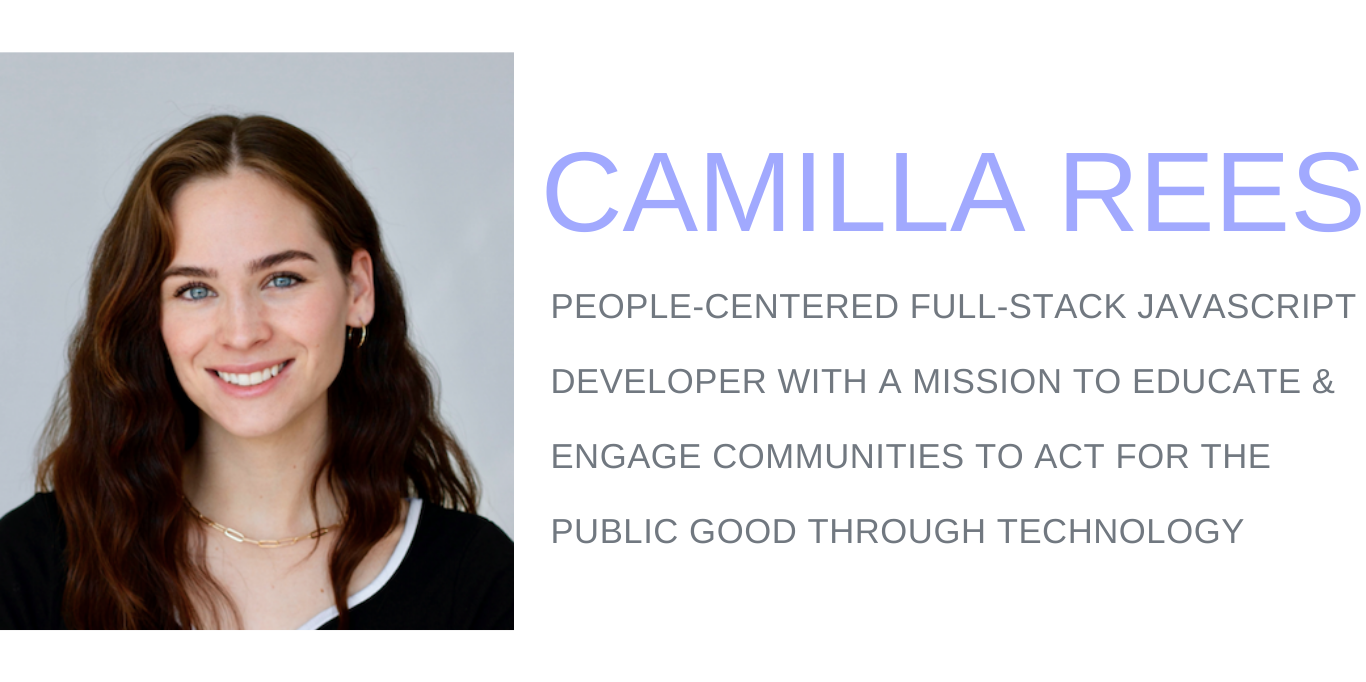 CAMILLA REES
PEOPLE-CENTERED FULL-STACK JAVASCRIPT
DEVELOPER WITH A MISSION TO EDUCATE &
ENGAGE COMMUNITIES TO ACT FOR THE
PUBLIC GOOD THROUGH TECHNOLOGY